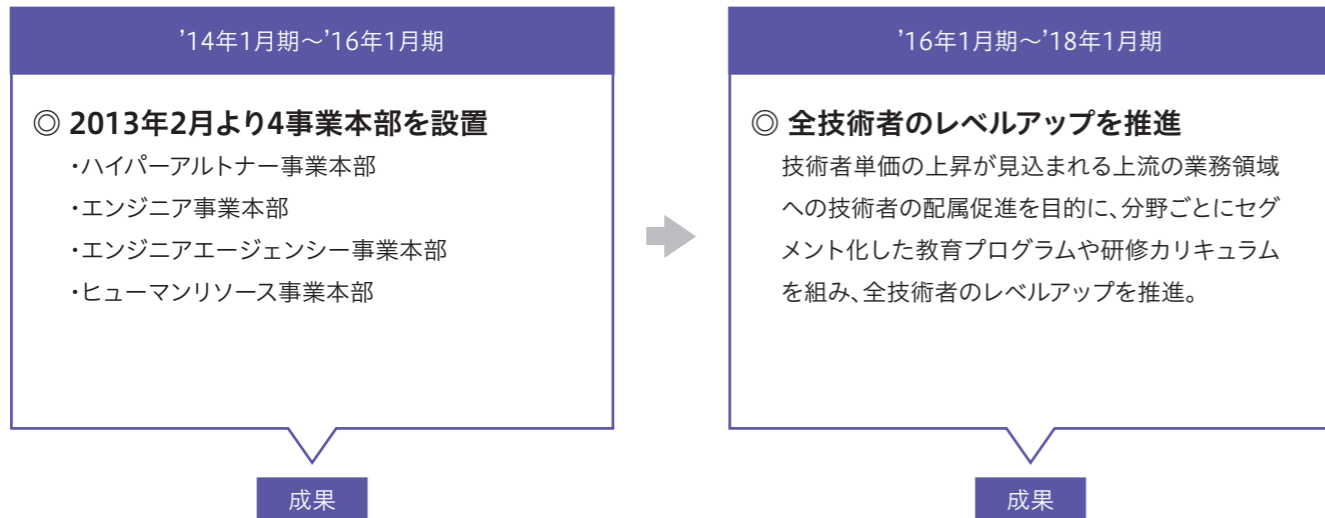 ’14年1月期～’16年1月期
◎ 2013年2月より4事業本部を設置
・ハイパーアルトナー事業本部
・エンジニア事業本部
・エンジニアエージェンシー事業本部
・ヒューマンリソース事業本部
成果
’16年1月期～’18年1月期
◎ 全技術者のレベルアップを推進
技術者単価の上昇が見込まれる上流の業務領域
への技術者の配属促進を目的に、分野ごとにセグ
メント化した教育プログラムや研修カリキュラム
を組み、全技術者のレベルアップを推進。
成果